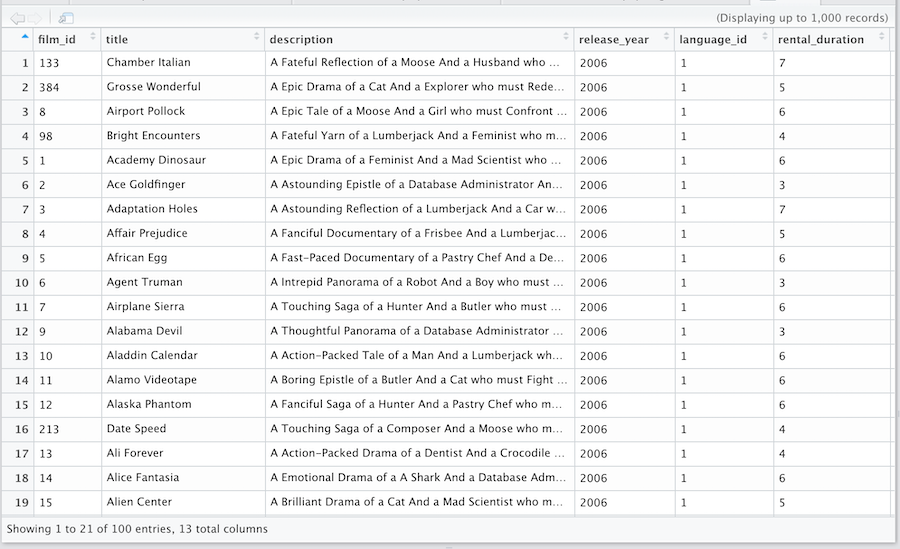 (Displaying up to 1,000 records)
film_id title description release_year language_id rental_duration
1 133 Chamber Italian A Fateful Reflection of a Moose And a Husband who ... 2006 1 7
2 384 Grosse Wonderful A Epic Drama of a Cat And a Explorer who must Rede... 2006 1 5
3 8 Airport Pollock A Epic Tale of a Moose And a Girl who must Confront ... 2006 1 6
4 98 Bright Encounters A Fateful Yarn of a Lumberjack And a Feminist who m... 2006 1 4
5 1 Academy Dinosaur A Epic Drama of a Feminist And a Mad Scientist who ... 2006 1 6
6 2 Ace Goldfinger A Astounding Epistle of a Database Administrator An... 2006 1 3
7 3 Adaptation Holes A Astounding Reflection of a Lumberjack And a Car w... 2006 1 7
8 4 Affair Prejudice A Fanciful Documentary of a Frisbee And a Lumberjac... 2006 1 5
9 5 African Egg A Fast-Paced Documentary of a Pastry Chef And a De... 2006 1 6
10 6 Agent Truman A Intrepid Panorama of a Robot And a Boy who must ... 2006 1 3
11 7 Airplane Sierra A Touching Saga of a Hunter And a Butler who must ... 2006 1 6
12 9 Alabama Devil A Thoughtful Panorama of a Database Administrator ... 2006 1 3
13 10 Aladdin Calendar A Action-Packed Tale of a Man And a Lumberjack wh... 2006 1 6
14 11 Alamo Videotape A Boring Epistle of a Butler And a Cat who must Fight ... 2006 1 6
15 12 Alaska Phantom A Fanciful Saga of a Hunter And a Pastry Chef who m... 2006 1 6
16 213 Date Speed A Touching Saga of a Composer And a Moose who m... 2006 1 4
17 13 Ali Forever A Action-Packed Drama of a Dentist And a Crocodile ... 2006 1 4
18 14 Alice Fantasia A Emotional Drama of a A Shark And a Database Adm... 2006 1 6
19 15 Alien Center A Brilliant Drama of a Cat And a Mad Scientist who m... 2006 1 5
Showing 1 to 21 of 100 entries, 13 total columns